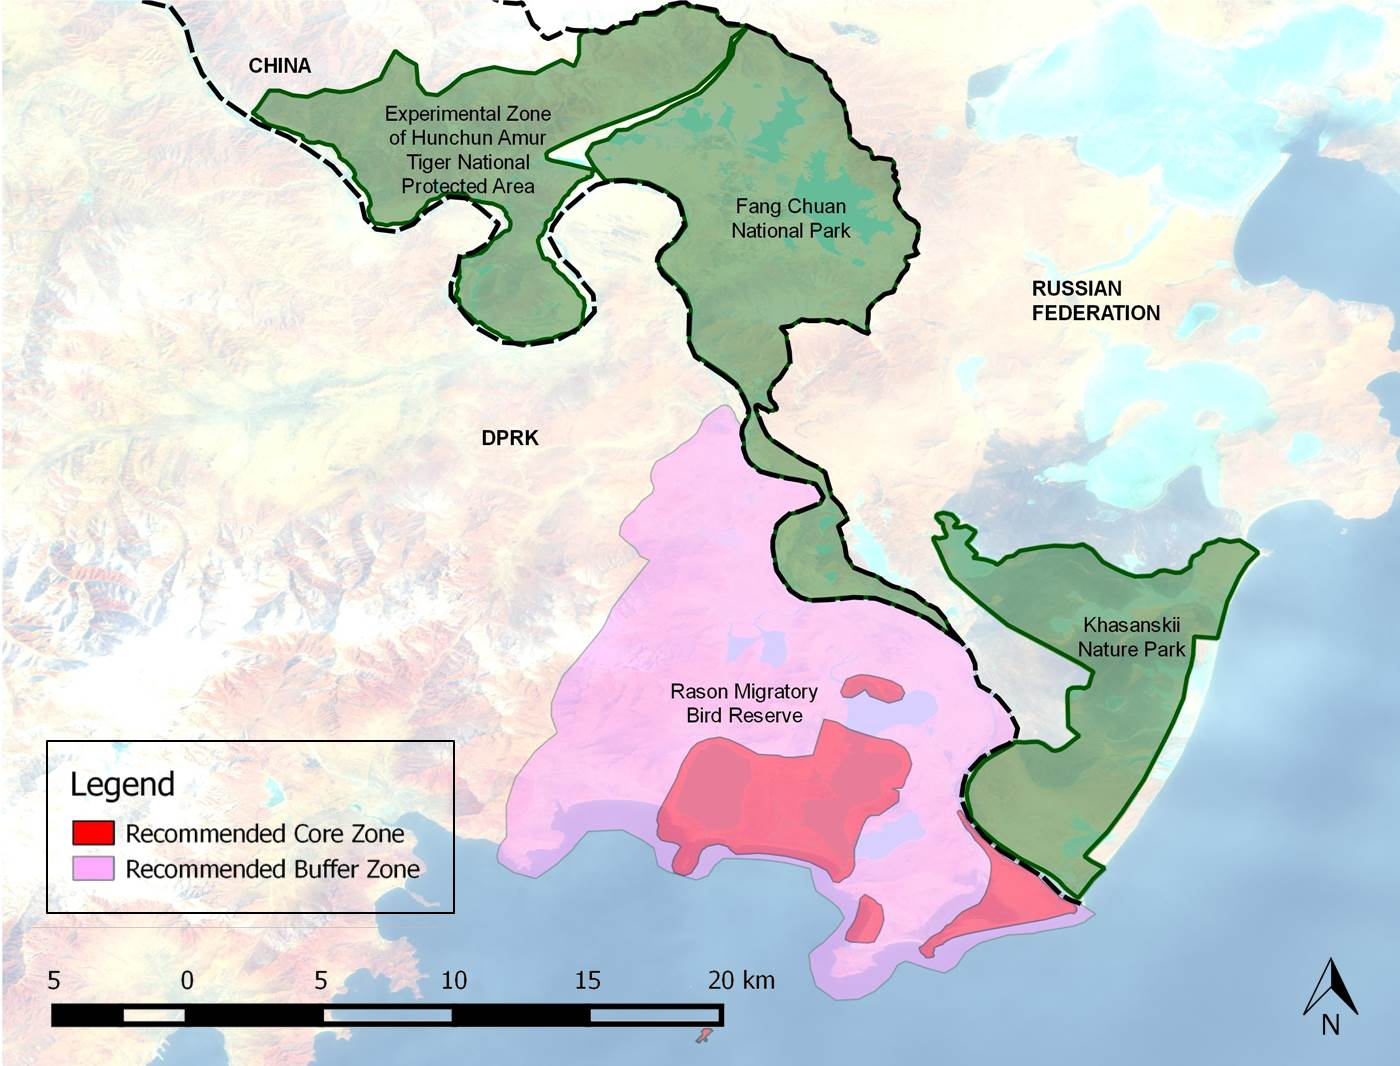 CHINA
Experimental Zone
of Hunchun Amur
Tiger National
Protected Area
Fang Chuan
National Park
RUSSIAN
FEDERATION
DPRK
Khasanskii
Nature Park
Rason Migratory
Bird Reserve
Legend
Recommended Core Zone
Recommended Buffer Zone
5 0 5 10 15 20 km
N